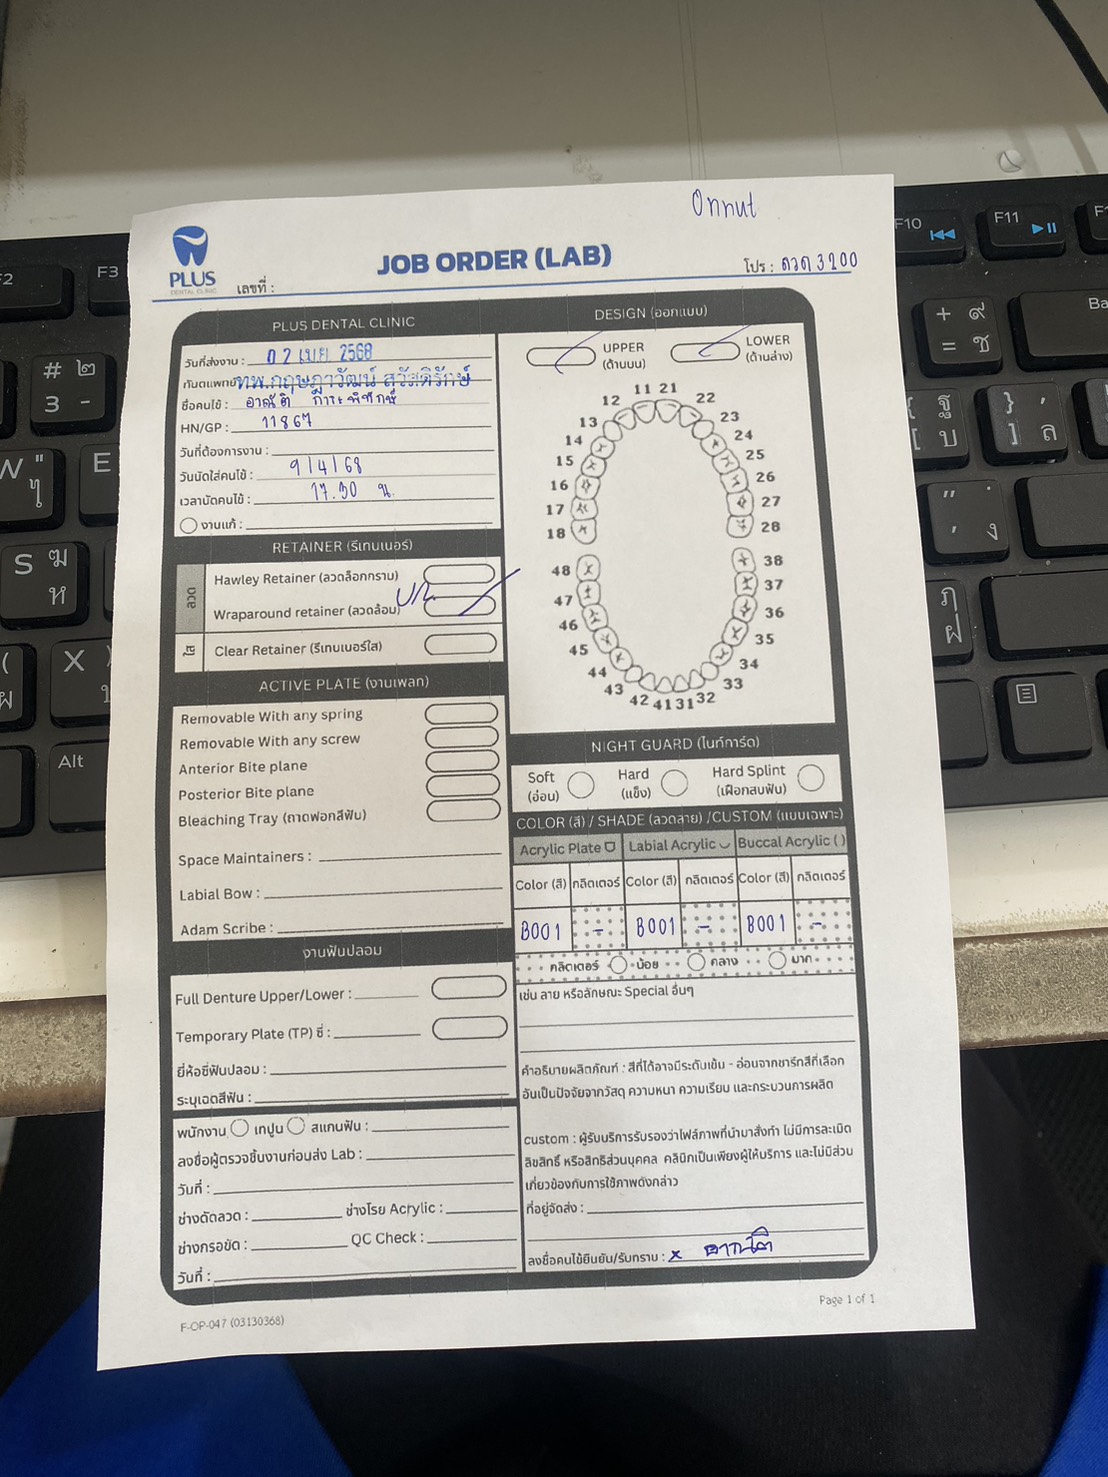 Onnut
PLUS
DENTAL CLINIC
JOB ORDER (LAB)
เลขที่ :
โปร : ลวด 3200
PLUS DENTAL CLINIC
วันที่ส่งงาน : 02 เม.ย 2568
ทันตแพทย์ ทพ.กฤษฎาวัฒน์ สวัสดิรักษ์
ชื่อคนไข้ : อาณัติ
HN/GP : 11867
วันที่ต้องการงาน :
วันนัดใส่คนไข้ : 9/4/68
เวลานัดคนไข้ : 17.30 น.
งานแก้ :
RETAINER (รีเทนเนอร์)
ลวด
Hawley Retainer (ลวดล็อกกราม)
Wraparound retainer (ลวดล้อม)
ใส
Clear Retainer (รีเทนเนอร์ใส)
ACTIVE PLATE (งานเพลท)
Removable With any spring
Removable With any screw
Anterior Bite plane
Posterior Bite plane
Bleaching Tray (ถาดฟอกสีฟัน)
Space Maintainers :
Labial Bow :
Adam Scribe :
งานฟันปลอม
Full Denture Upper/Lower :
Temporary Plate (TP) ซี่ :
ยี่ห้อซี่ฟันปลอม :
ระบุเฉดสีฟัน :
พนักงาน เทปูน สแกนฟัน :
ลงชื่อผู้ตรวจชิ้นงานก่อนส่ง Lab :
วันที่ :
ช่างดัดลวด : ช่างโรย Acrylic :
ช่างกรอขัด : QC Check :
วันที่ :
DESIGN (ออกแบบ)
UPPER
(ด้านบน)
LOWER
(ด้านล่าง)
11 21
12 22
13 23
14 24
15 25
16 26
17 27
18 28
48 38
47 37
46 36
45 35
44 34
43 33
42 41 31 32
NIGHT GUARD (ไนท์การ์ด)
Soft
(อ่อน)
Hard
(แข็ง)
Hard Splint
(เฝือกสบฟัน)
COLOR (สี) / SHADE (ลวดลาย) /CUSTOM (แบบเฉพาะ)
Acrylic Plate Labial Acrylic Buccal Acrylic ( )
Color (สี) กลิตเตอร์ Color (สี) กลิตเตอร์ Color (สี) กลิตเตอร์
B001 - B001 - B001 -
กลิตเตอร์ น้อย กลาง มาก
เช่น ลาย หรือลักษณะ Special อื่นๆ
คำอธิบายผลิตภัณฑ์ : สีที่ได้อาจมีระดับเข้ม - อ่อนจากชาร์ทสีที่เลือก
อันเป็นปัจจัยจากวัสดุ ความหนา ความเรียบ และกระบวนการผลิต
custom : ผู้รับบริการรับรองว่าไฟล์ภาพที่นำมาสั่งทำ ไม่มีการละเมิด
ลิขสิทธิ์ หรือสิทธิส่วนบุคคล คลินิกเป็นเพียงผู้ให้บริการ และไม่มีส่วน
เกี่ยวข้องกับการใช้ภาพดังกล่าว
ที่อยู่จัดส่ง :
ลงชื่อคนไข้ยืนยัน/รับทราบ : x อาณัติ
F-OP-047 (03130368)
Page 1 of 1
F2
F3
# ๒
3 -
W "
ๆ
E
S ฆ
ห
X
Alt
F10
F11
+ ๙
= ช
Ba
{ ฐ
[ บ
} ,
] ล
" .
' ง
ฦ
ฝ